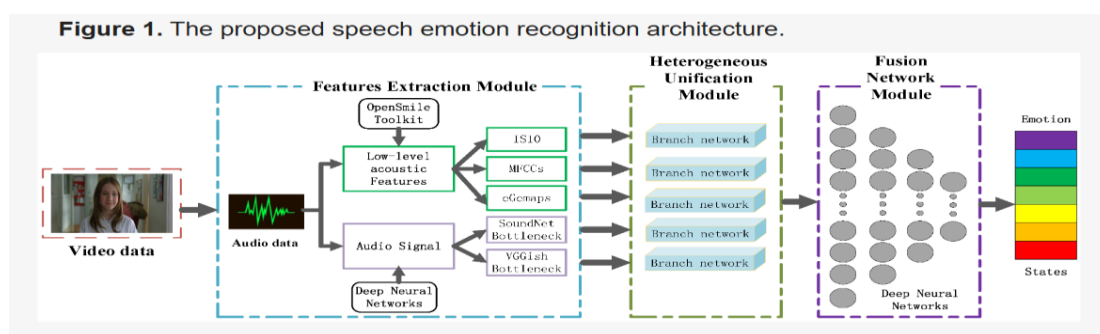 Figure 1. The proposed speech emotion recognition architecture.
Video data
Audio data
Features Extraction Module
OpenSmile
Toolkit
Low-level
acoustic
Features
Audio Signal
Deep Neural
Networks
IS10
MFCCs
eGemaps
SoundNet
Bottleneck
VGGish
Bottleneck
Heterogeneous
Unification
Module
Branch network
Branch network
Branch network
Branch network
Branch network
Fusion
Network
Module
Deep Neural
Networks
Emotion
States